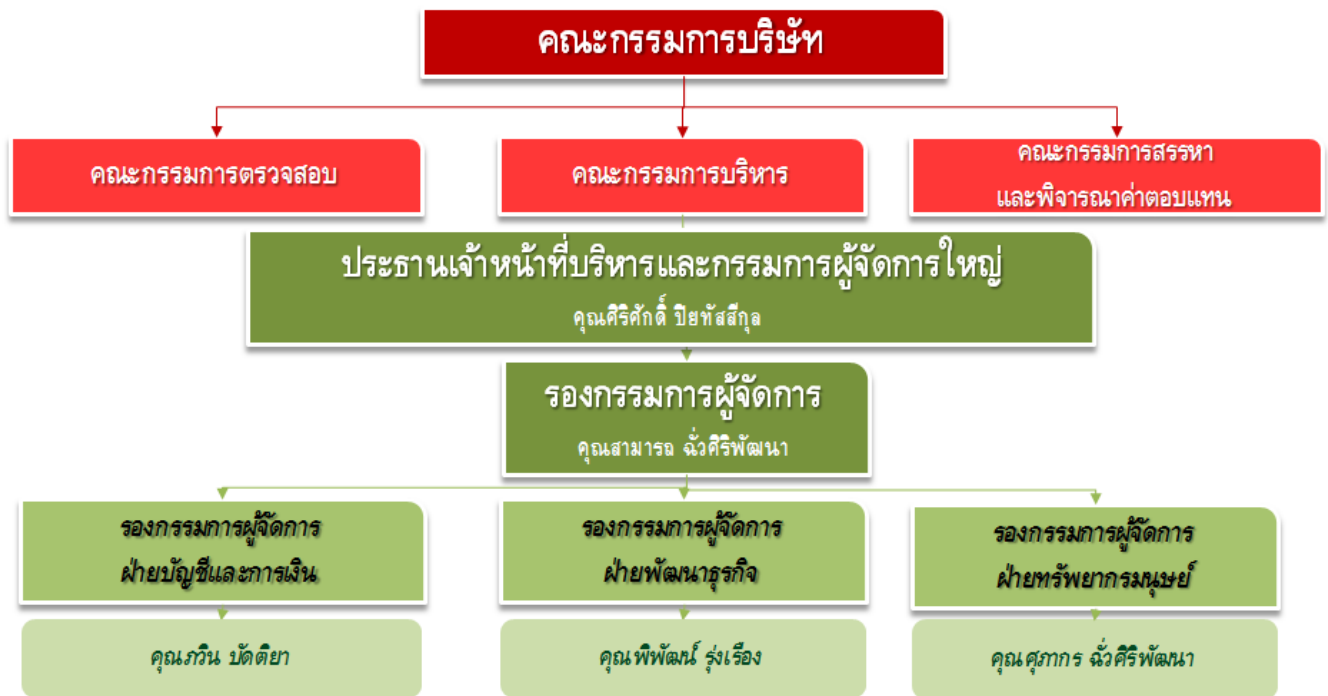 คณะกรรมการบริษัท
คณะกรรมการตรวจสอบ
คณะกรรมการบริหาร
คณะกรรมการสรรหา
และพิจารณาค่าตอบแทน
ประธานเจ้าหน้าที่บริหารและกรรมการผู้จัดการใหญ่
คุณศิริศักดิ์ ปิยทัสสีกุล
รองกรรมการผู้จัดการ
คุณสามารถ ฉั่วศิริพัฒนา
รองกรรมการผู้จัดการ
ฝ่ายบัญชีและการเงิน
รองกรรมการผู้จัดการ
ฝ่ายพัฒนาธุรกิจ
รองกรรมการผู้จัดการ
ฝ่ายทรัพยากรมนุษย์
คุณภวิน บัดติยา
คุณพิพัฒน์ รุ่งเรือง
คุณศุภากร ฉั่วศิริพัฒนา